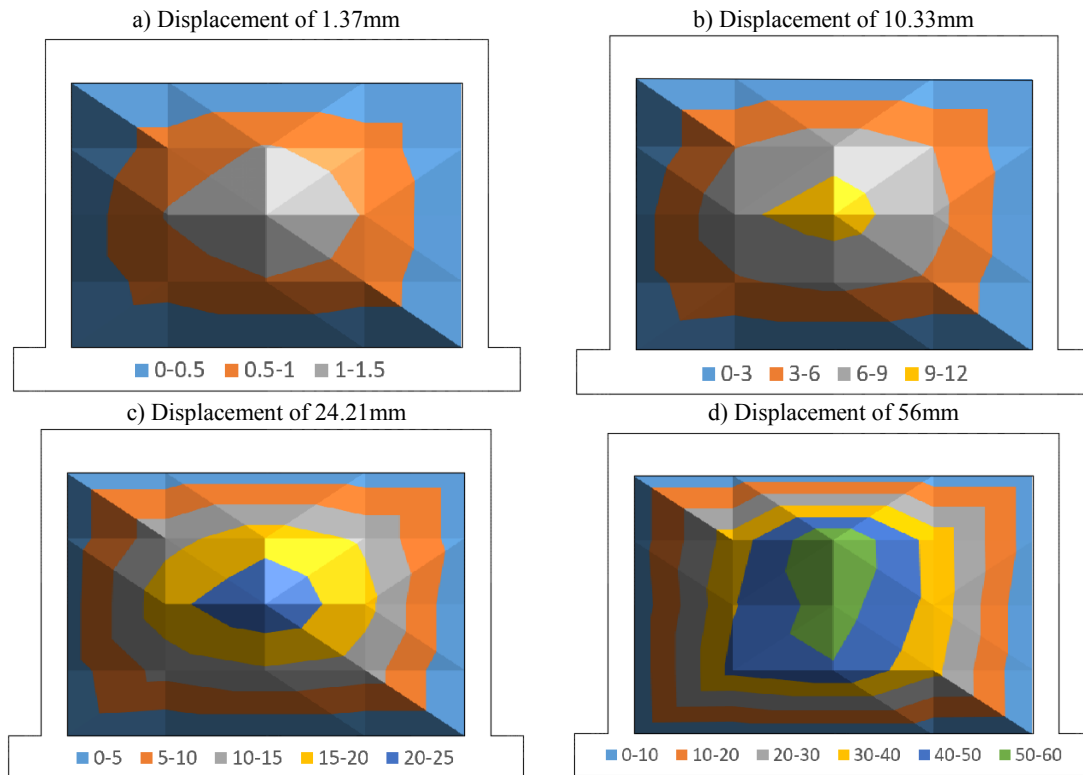 a) Displacement of 1.37mm
0-0.5 0.5-1 1-1.5
b) Displacement of 10.33mm
0-3 3-6 6-9 9-12
c) Displacement of 24.21mm
0-5 5-10 10-15 15-20 20-25
d) Displacement of 56mm
0-10 10-20 20-30 30-40 40-50 50-60